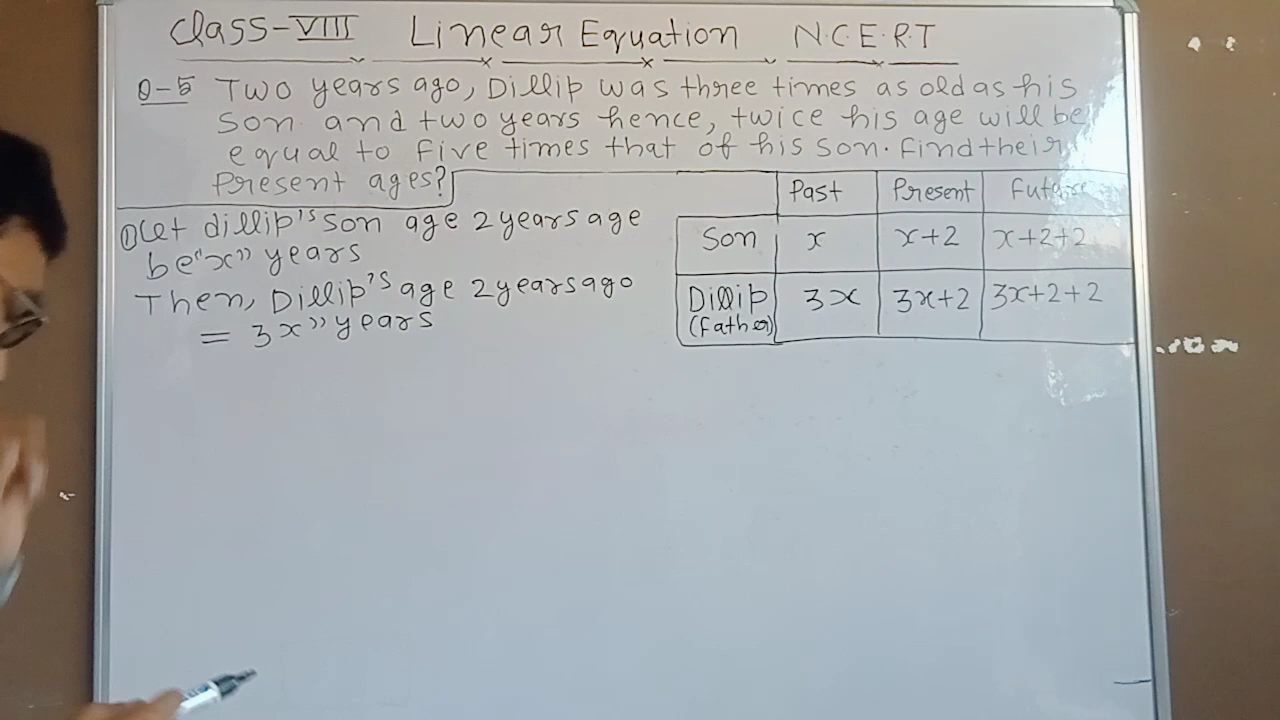 Class-VIII Linear Equation N.C.E.R.T
Q-5 Two years ago, Dillip was three times as old as his
son and two years hence, twice his age will be
equal to five times that of his son. Find their
Present ages?
Past Present Future
① Let dillip's son age 2 years age
be "x" years
Then, Dillip's age 2 years ago
= 3x" years
Son x x+2 x+2+2
Dillip 3x 3x+2 3x+2+2
(Father)